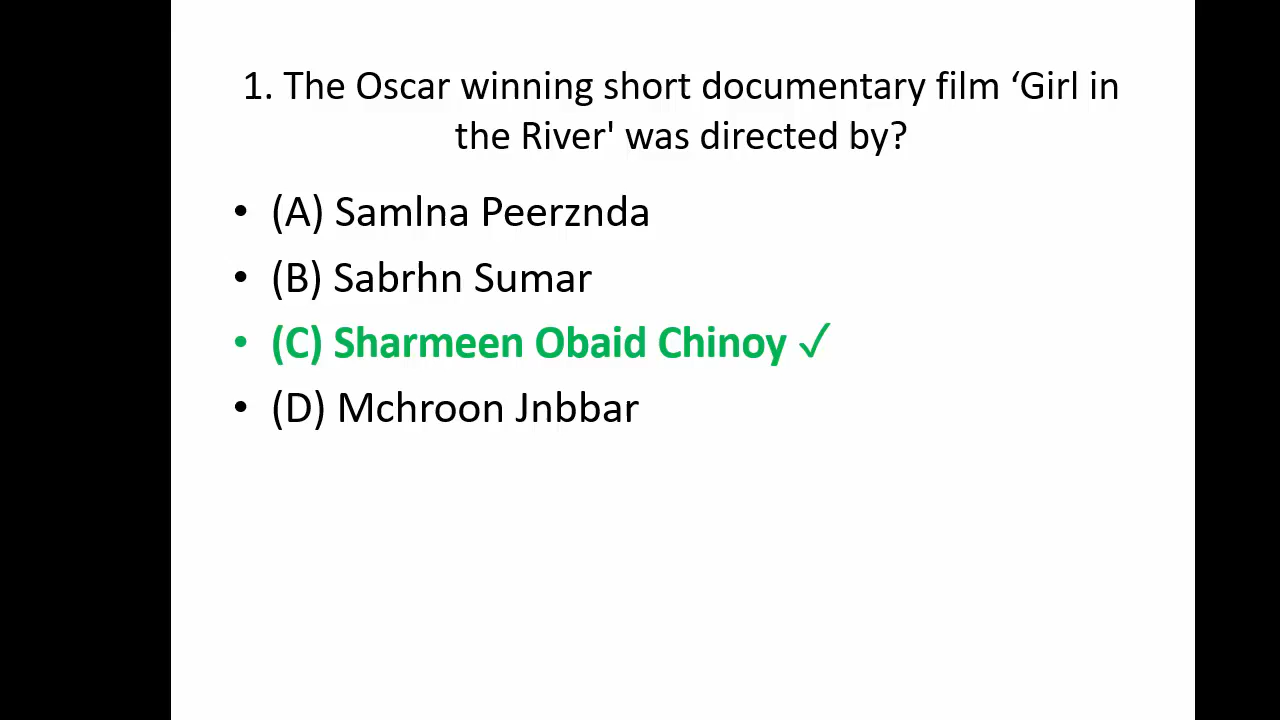 1. The Oscar winning short documentary film ‘Girl in
the River' was directed by?
• (A) Samlna Peerznda
• (B) Sabrhn Sumar
• (C) Sharmeen Obaid Chinoy ✓
• (D) Mchroon Jnbbar